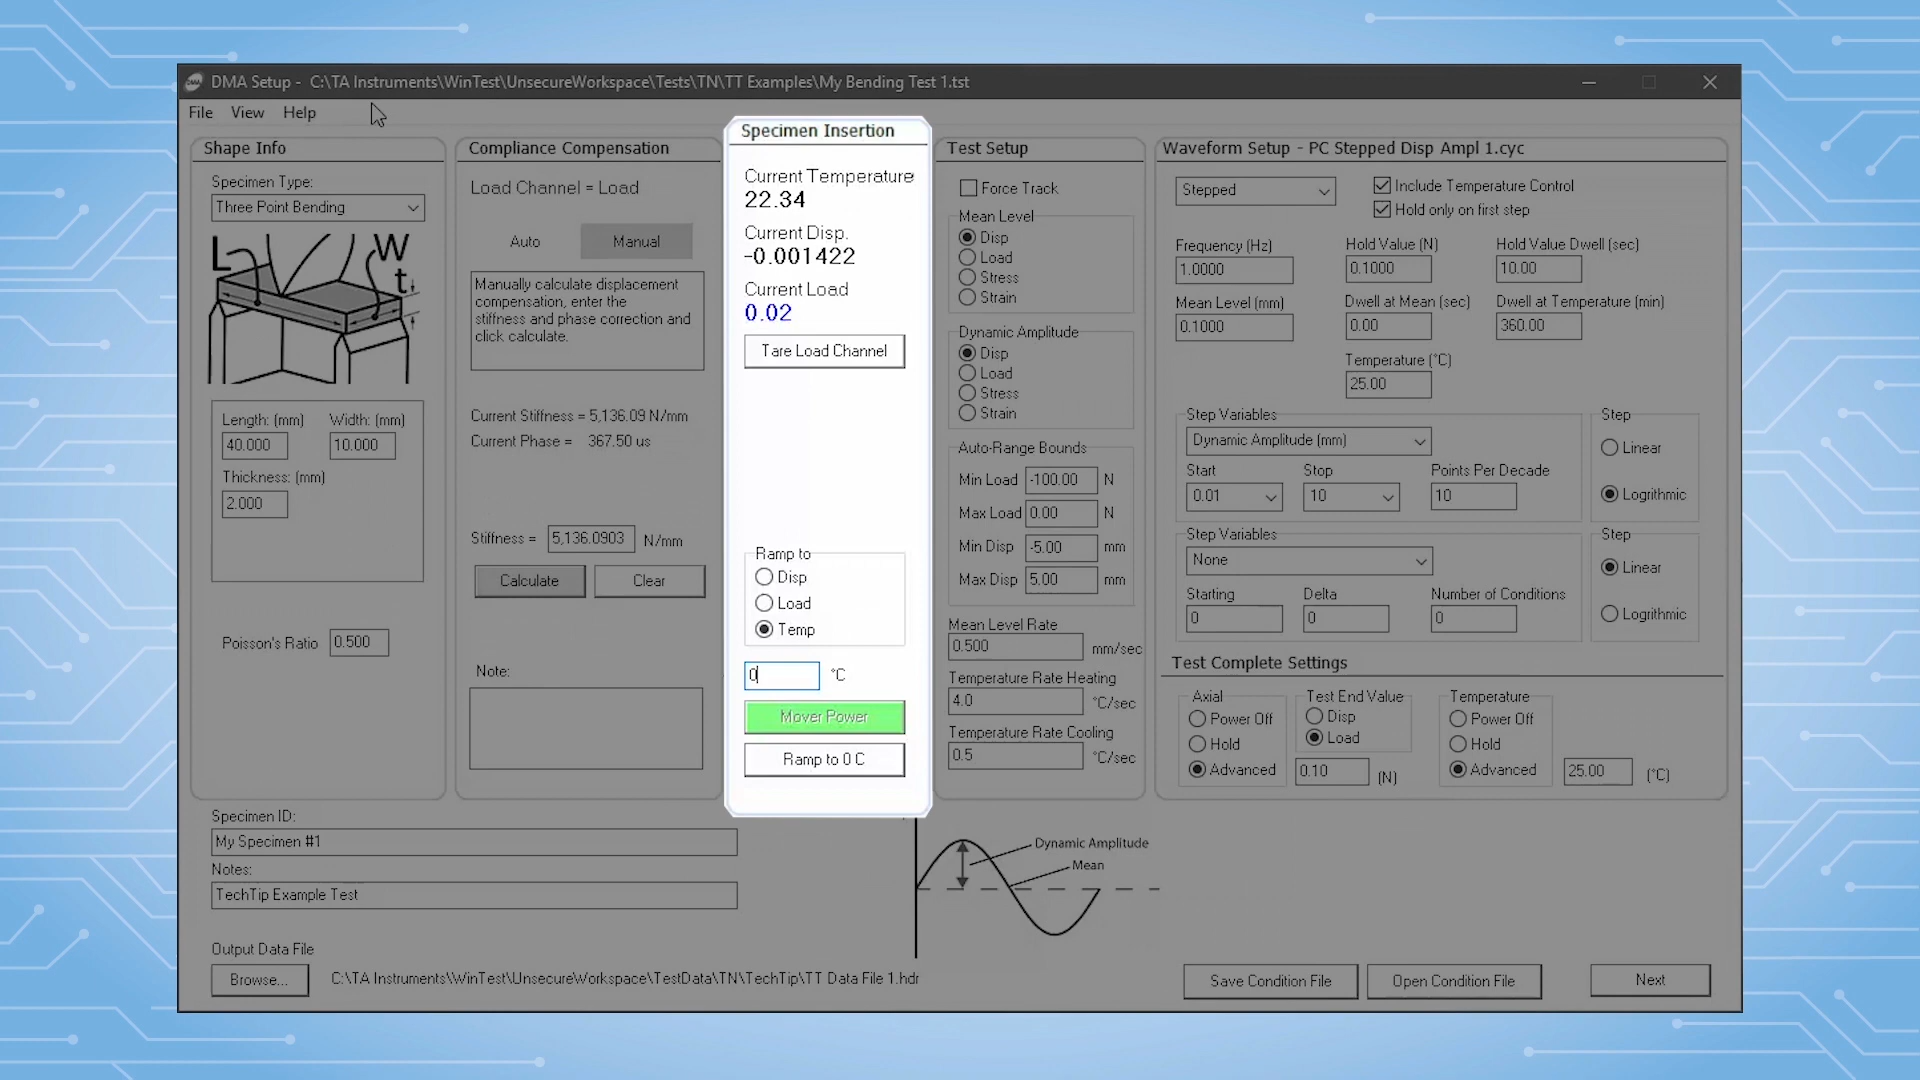 DMA Setup - C:\TA Instruments\WinTest\UnsecureWorkspace\Tests\TN\TT Examples\My Bending Test 1.tst
File View Help
Shape Info
Specimen Type:
Three Point Bending
L W t
Length: (mm) Width: (mm)
40.000 10.000
Thickness: (mm)
2.000
Poisson's Ratio 0.500
Compliance Compensation
Load Channel = Load
Auto Manual
Manually calculate displacement
compensation, enter the
stiffness and phase correction and
click calculate.
Current Stiffness = 5,136.09 N/mm
Current Phase = 367.50 us
Stiffness = 5,136.0903 N/mm
Calculate Clear
Note:
Specimen Insertion
Current Temperature
22.34
Current Disp.
-0.001422
Current Load
0.02
Tare Load Channel
Ramp to
Disp
Load
Temp
0 °C
Mover Power
Ramp to 0 C
Test Setup
Force Track
Mean Level
Disp
Load
Stress
Strain
Dynamic Amplitude
Disp
Load
Stress
Strain
Auto-Range Bounds
Min Load -100.00 N
Max Load 0.00 N
Min Disp -5.00 mm
Max Disp 5.00 mm
Mean Level Rate
0.500 mm/sec
Temperature Rate Heating
4.0 °C/sec
Temperature Rate Cooling
0.5 °C/sec
Waveform Setup - PC Stepped Disp Ampl 1.cyc
Stepped
Include Temperature Control
Hold only on first step
Frequency (Hz) Hold Value (N) Hold Value Dwell (sec)
1.0000 0.1000 10.00
Mean Level (mm) Dwell at Mean (sec) Dwell at Temperature (min)
0.1000 0.00 360.00
Temperature (°C)
25.00
Step Variables Step
Dynamic Amplitude (mm) Linear
Start Stop Points Per Decade
0.01 10 10 Logrithmic
Step Variables Step
None Linear
Starting Delta Number of Conditions
0 0 0 Logrithmic
Test Complete Settings
Axial
Power Off
Hold
Advanced
Test End Value
Disp
Load
0.10 (N)
Temperature
Power Off
Hold
Advanced 25.00 (°C)
Specimen ID:
My Specimen #1
Notes:
TechTip Example Test
Dynamic Amplitude
Mean
Output Data File
Browse... C:\TA Instruments\WinTest\UnsecureWorkspace\TestData\TN\TechTip\TT Data File 1.hdr
Save Condition File Open Condition File Next